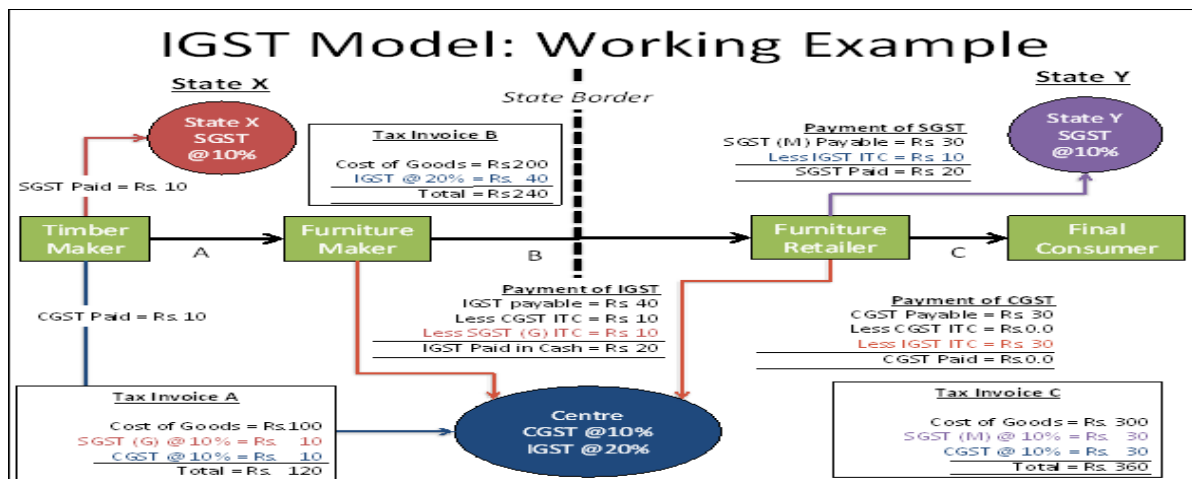 IGST Model: Working Example
State X
State Border
State Y
State X
SGST
@10%
Tax Invoice B
Cost of Goods = Rs.200
IGST @ 20% = Rs. 40
Total = Rs.240
Payment of SGST
SGST (M) Payable = Rs. 30
Less IGST ITC = Rs. 10
SGST Paid = Rs. 20
State Y
SGST
@10%
SGST Paid = Rs. 10
Timber
Maker
A
Furniture
Maker
B
Furniture
Retailer
C
Final
Consumer
CGST Paid = Rs. 10
Payment of IGST
IGST payable = Rs. 40
Less CGST ITC = Rs. 10
Less SGST (G) ITC = Rs. 10
IGST Paid in Cash = Rs. 20
Payment of CGST
CGST Payable = Rs. 30
Less CGST ITC = Rs.0.0
Less IGST ITC = Rs. 30
CGST Paid = Rs.0.0
Tax Invoice A
Cost of Goods = Rs.100
SGST (G) @ 10% = Rs. 10
CGST @ 10% = Rs. 10
Total = Rs. 120
Centre
CGST @10%
IGST @20%
Tax Invoice C
Cost of Goods = Rs. 300
SGST (M) @ 10% = Rs. 30
CGST @ 10% = Rs. 30
Total = Rs. 360